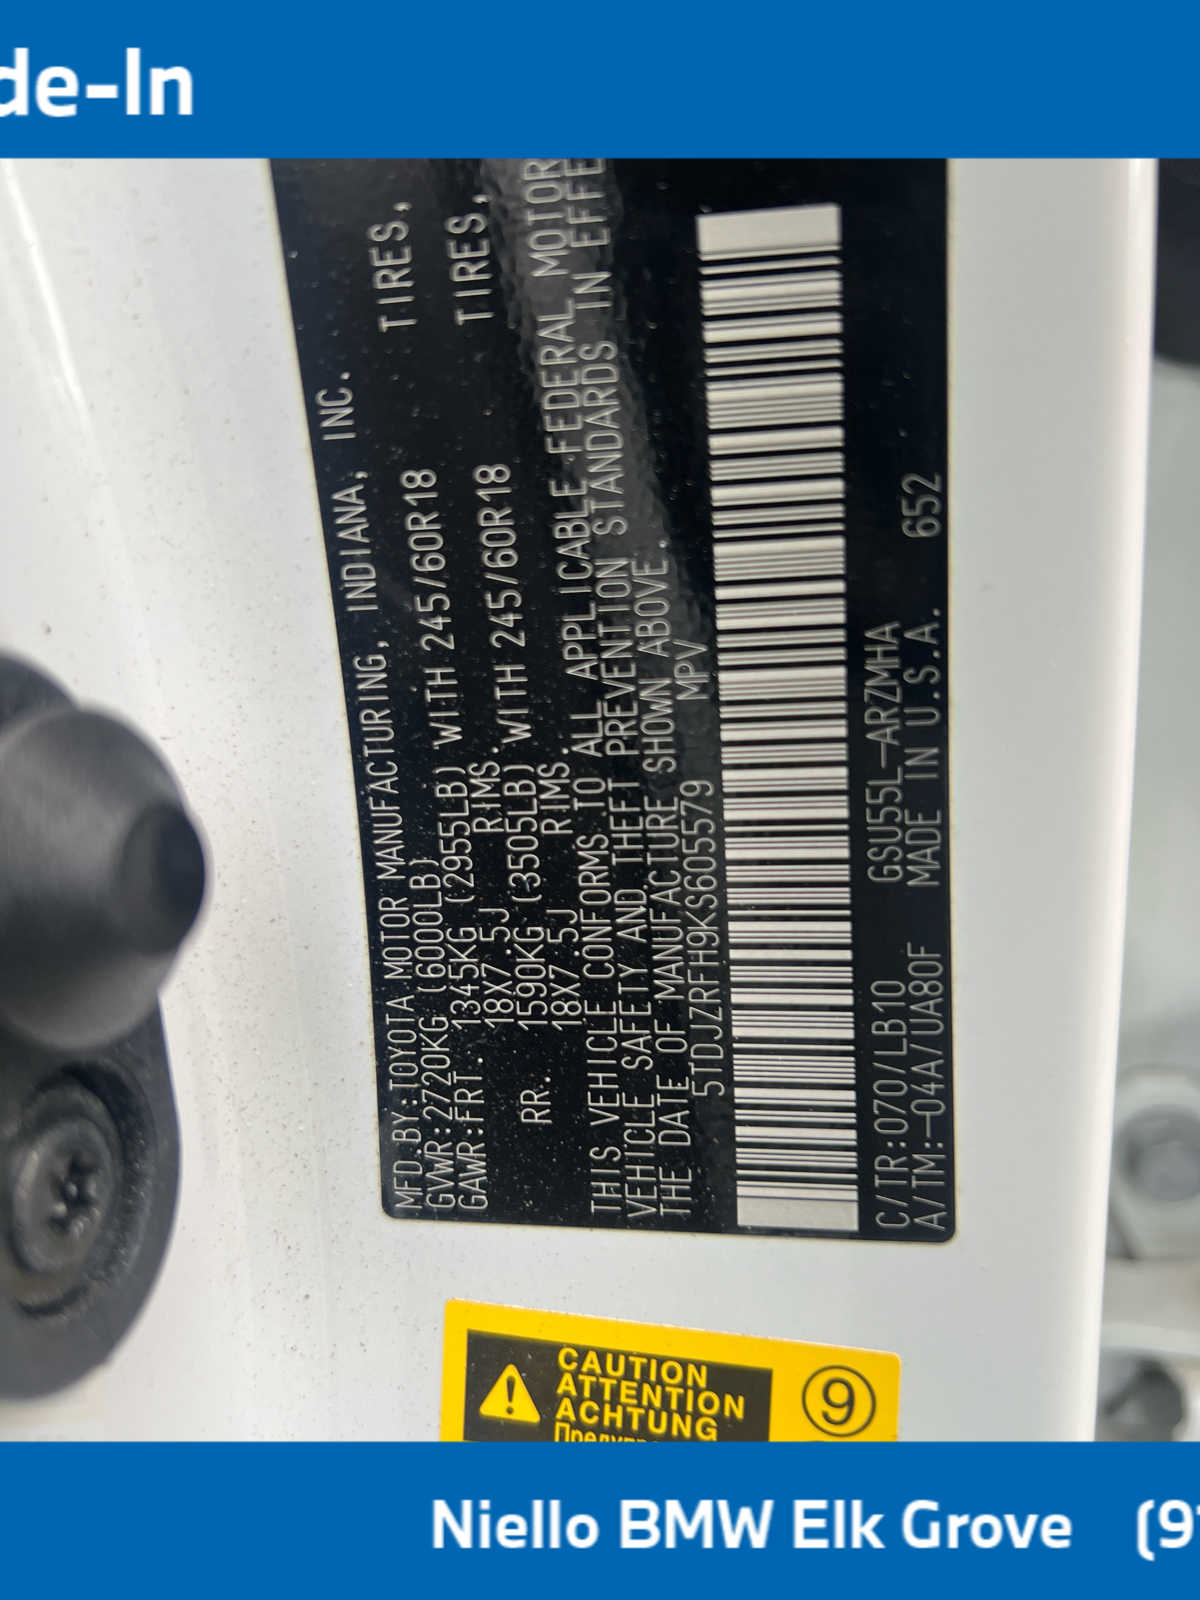 de-In
MFD.BY:TOYOTA MOTOR MANUFACTURING, INDIANA, INC.
GVWR:2720KG (6000LB)
GAWR:FRT. 1345KG (2955LB) WITH 245/60R18 TIRES,
18X7.5J RIMS.
RR. 1590KG (3505LB) WITH 245/60R18 TIRES,
18X7.5J RIMS.
THIS VEHICLE CONFORMS TO ALL APPLICABLE FEDERAL MOTOR
VEHICLE SAFETY AND THEFT PREVENTION STANDARDS IN EFFE
THE DATE OF MANUFACTURE SHOWN ABOVE.
5TDJZRFH9KS605579 MPV
C/TR:070/LB10 GSU55L-ARZMHA
A/TM:-04A/UA80F MADE IN U.S.A. 652
CAUTION
ATTENTION
ACHTUNG
9
Niello BMW Elk Grove (91